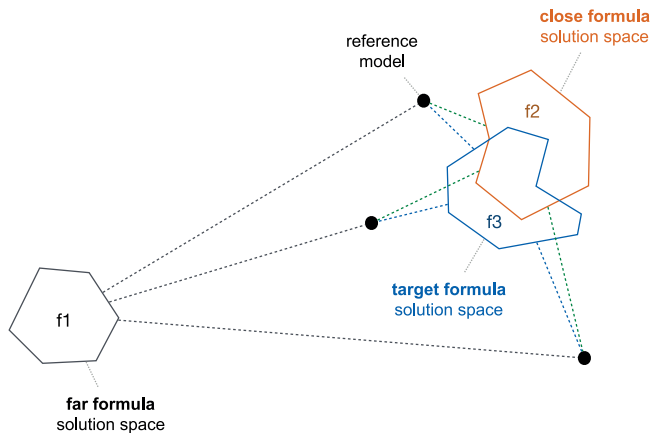 close formula
solution space
reference
model
f2
f3
target formula
solution space
f1
far formula
solution space